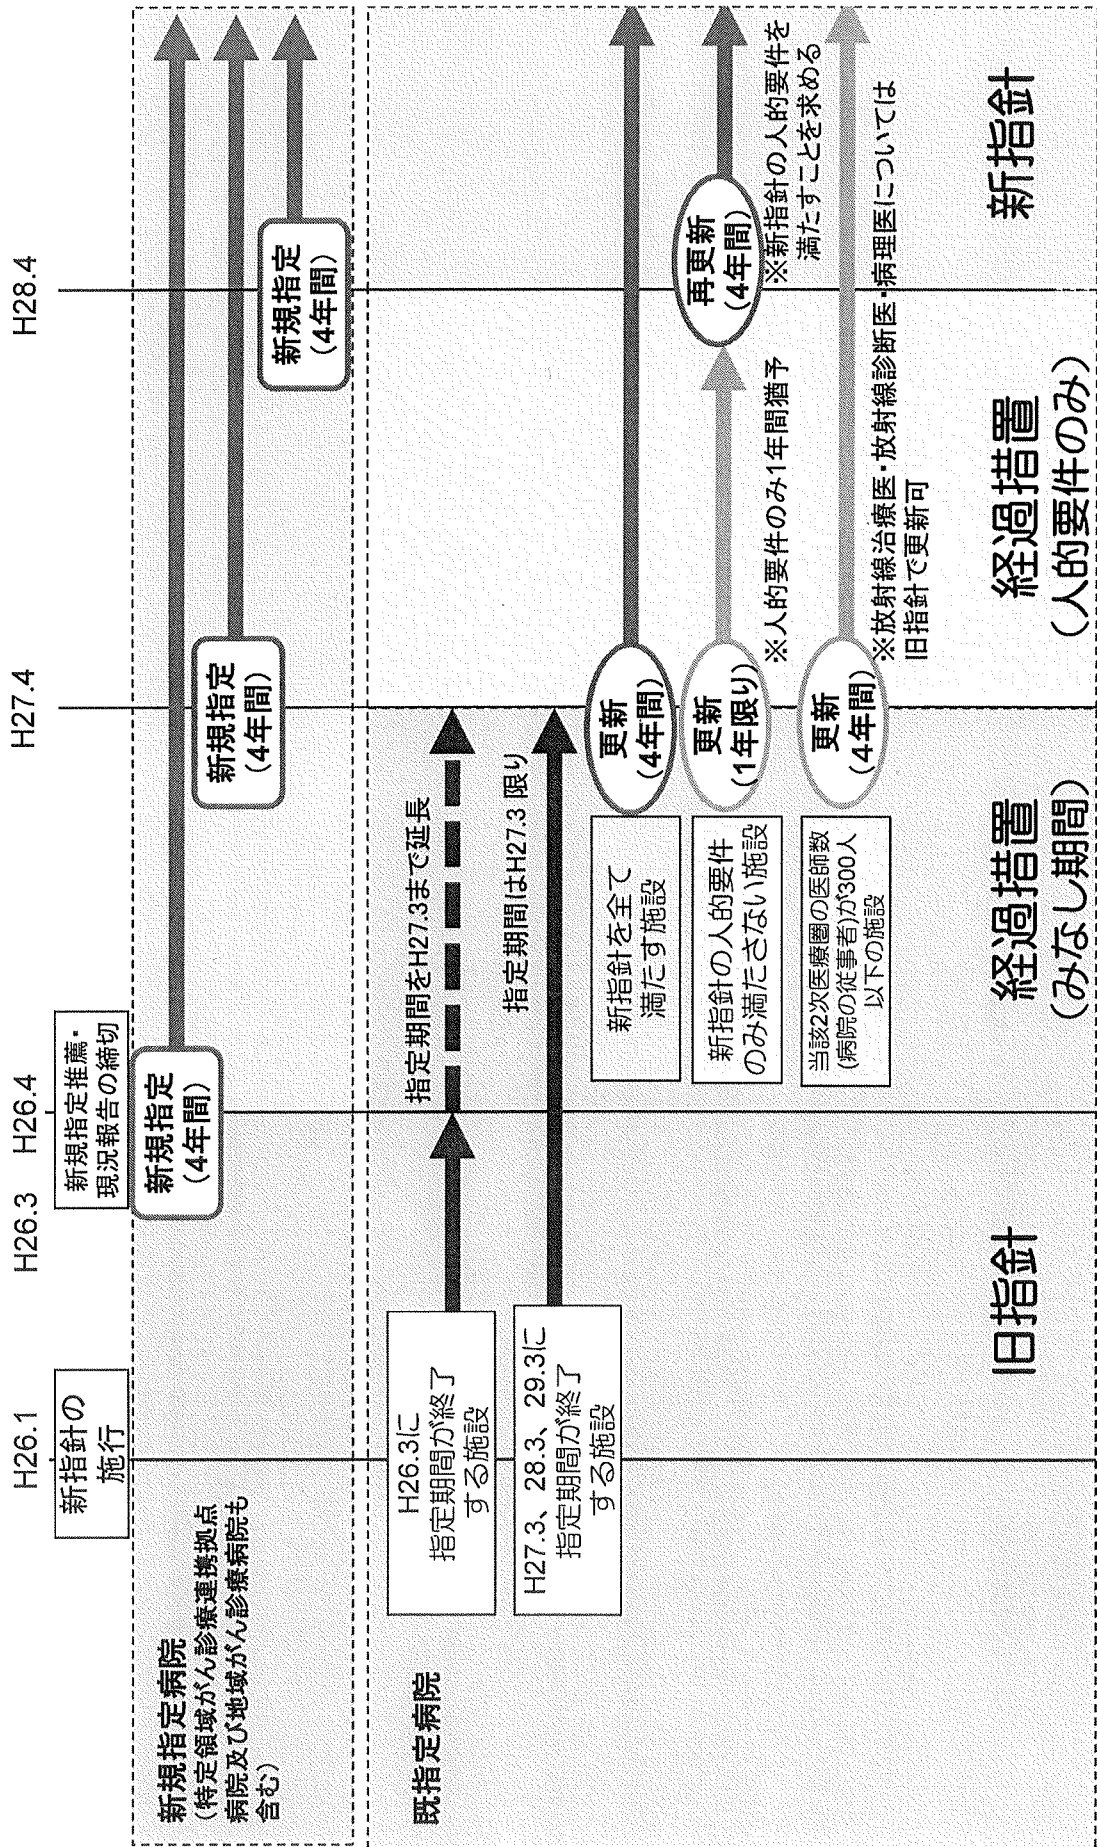 H26.1
H26.3
H26.4
H27.4
H28.4
新指針の
施行
新規指定推薦・
現況報告の締切
新規指定病院
(特定領域がん診療連携拠点
病院及び地域がん診療病院も
含む)
新規指定
(4年間)
新規指定
(4年間)
新規指定
(4年間)
既指定病院
H26.3に
指定期間が終了
する施設
指定期間をH27.3まで延長
H27.3、28.3、29.3に
指定期間が終了
する施設
指定期間はH27.3 限り
新指針を全て
満たす施設
更新
(4年間)
新指針の人的要件
のみ満たさない施設
更新
(1年限り)
※人的要件のみ1年間猶予
再更新
(4年間)
※新指針の人的要件を
満たすことを求める
当該2次医療圏の医師数
(病院の従事者)が300人
以下の施設
更新
(4年間)
※放射線治療医・放射線診断医・病理医については
旧指針で更新可
旧指針
経過措置
(みなし期間)
経過措置
(人的要件のみ)
新指針